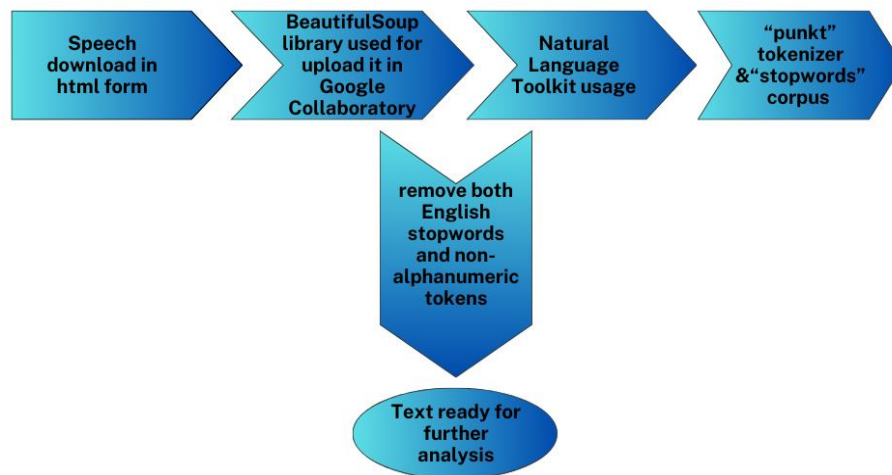 Speech
download in
html form
BeautifulSoup
library used for
upload it in
Google
Collaboratory
Natural
Language
Toolkit usage
“punkt”
tokenizer
&“stopwords”
corpus
remove both
English
stopwords
and non-
alphanumeric
tokens
Text ready for
further
analysis